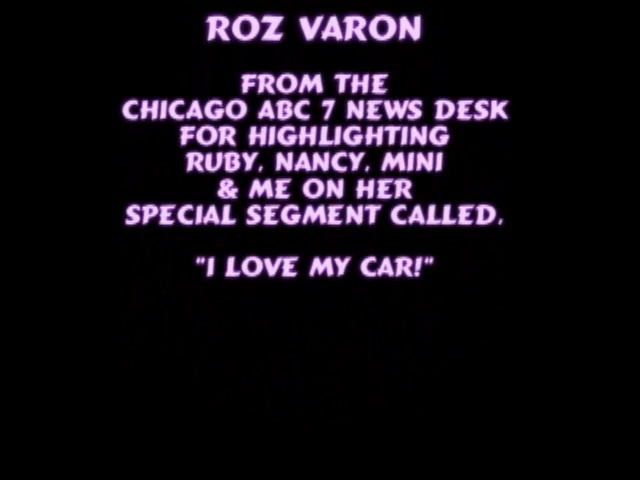 ROZ VARON
FROM THE
CHICAGO ABC 7 NEWS DESK
FOR HIGHLIGHTING
RUBY, NANCY, MINI
& ME ON HER
SPECIAL SEGMENT CALLED,
"I LOVE MY CAR!"